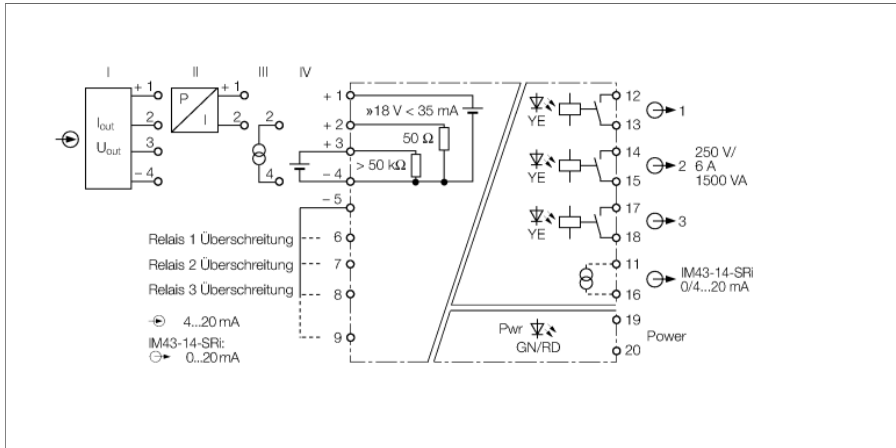 I II III IV
+ 1
2
3
– 4
I out
U out
P
I
+ 1
2
2
4
+ 1
+ 2
+ 3
– 4
– 5
6
7
8
9
»18 V < 35 mA
50 Ω
> 50 kΩ
Relais 1 Überschreitung
Relais 2 Überschreitung
Relais 3 Überschreitung
4...20 mA
IM43-14-SRi:
0...20 mA
YE
12
13
1
YE
14
15
2
250 V/
6 A
1500 VA
YE
17
18
3
11
16
IM43-14-SRi
0/4...20 mA
Pwr
GN/RD
19
20
Power